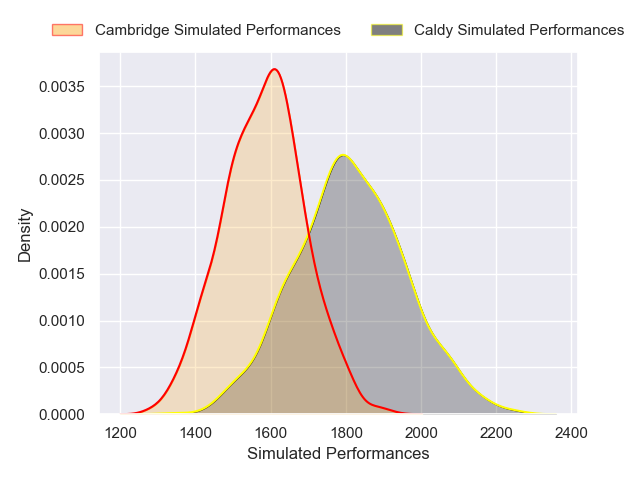 Cambridge Simulated Performances Caldy Simulated Performances
0.0035
0.0030
0.0025
0.0020
0.0015
0.0010
0.0005
0.0000
Density
1200 1400 1600 1800 2000 2200 2400
Simulated Performances